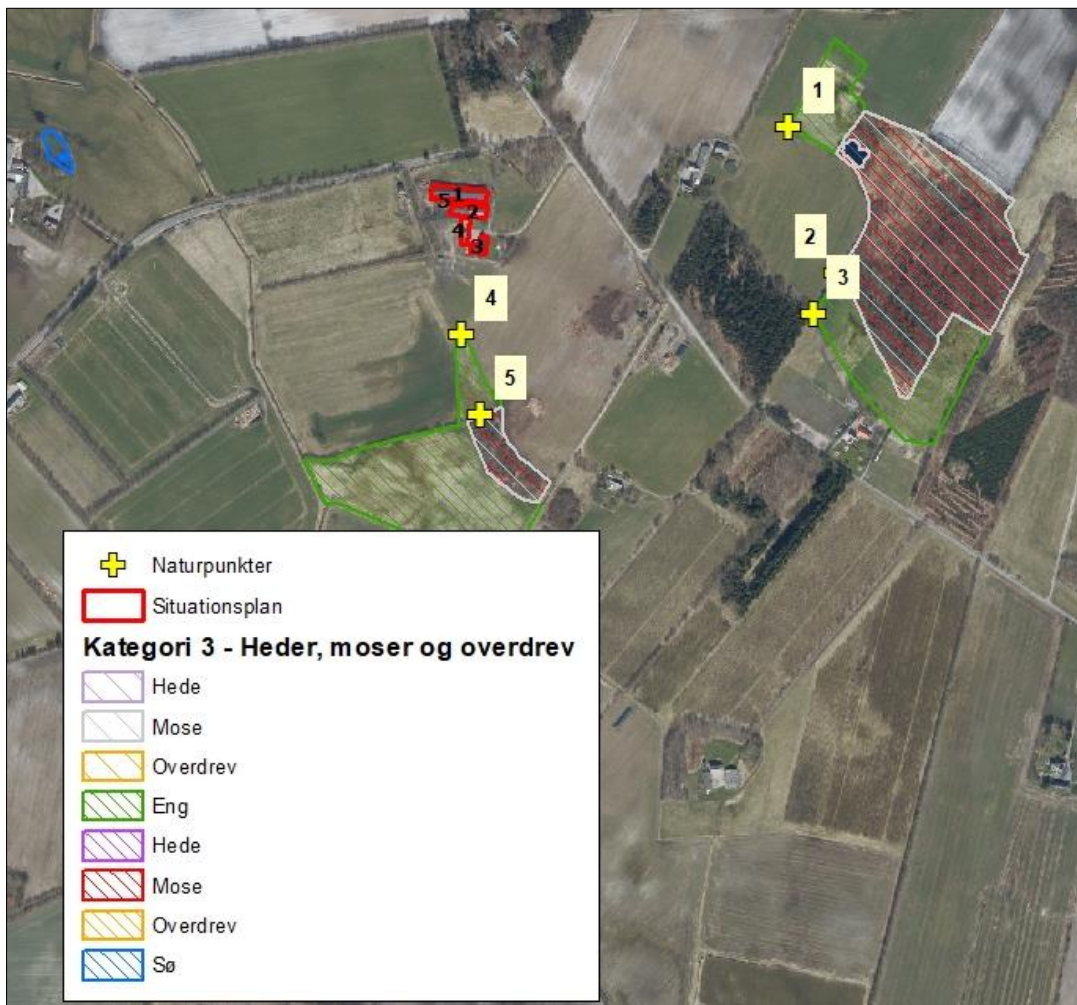 1
1
5
2
4
3
2
3
4
5
Naturpunkter
Situationsplan
Kategori 3 - Heder, moser og overdrev
Hede
Mose
Overdrev
Eng
Hede
Mose
Overdrev
Sø